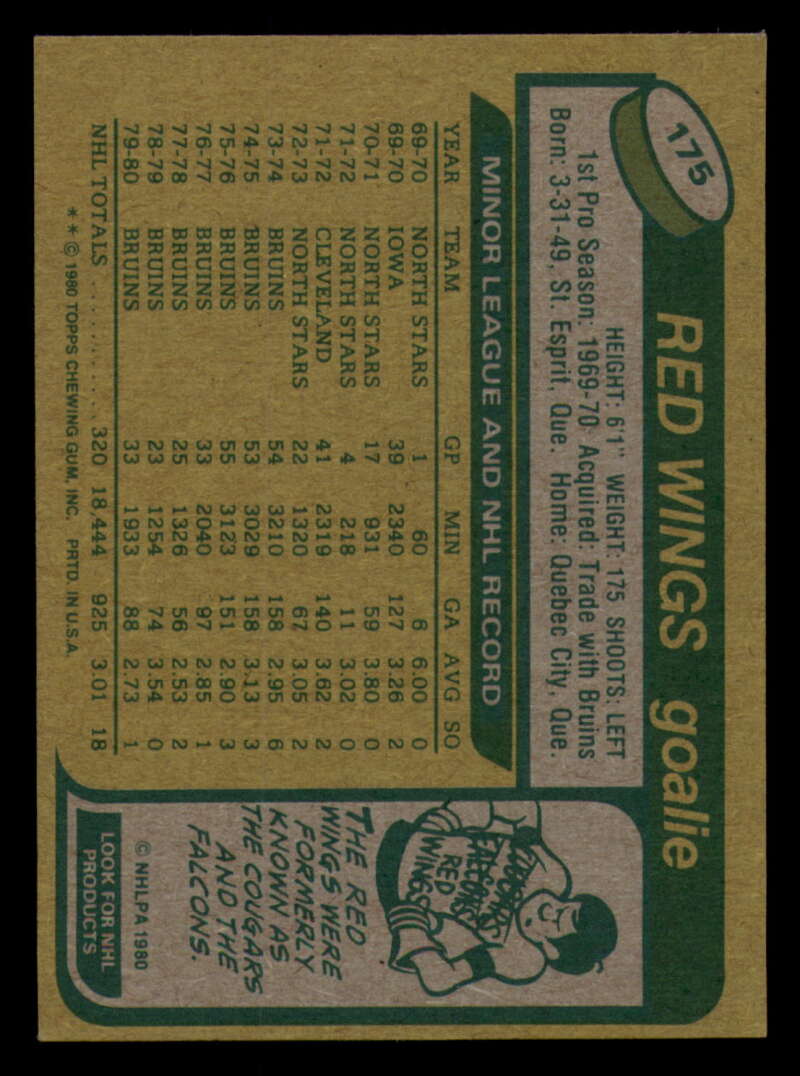 175
RED WINGS goalie
HEIGHT: 6'1" WEIGHT: 175 SHOOTS: LEFT
1st Pro Season: 1969-70 Acquired: Trade with Bruins
Born: 3-31-49, St. Esprit, Que. Home: Quebec City, Que.
MINOR LEAGUE AND NHL RECORD
YEAR TEAM GP MIN GA AVG SO
69-70 NORTH STARS 1 60 6 6.00 0
69-70 IOWA 39 2340 127 3.26 2
70-71 NORTH STARS 17 931 59 3.80 0
71-72 NORTH STARS 4 218 11 3.02 0
71-72 CLEVELAND 41 2319 140 3.62 2
72-73 NORTH STARS 22 1320 67 3.05 2
73-74 BRUINS 54 3210 158 2.95 6
74-75 BRUINS 53 3029 158 3.13 3
75-76 BRUINS 55 3123 151 2.90 3
76-77 BRUINS 33 2040 97 2.85 1
77-78 BRUINS 25 1326 56 2.53 2
78-79 BRUINS 23 1254 74 3.54 0
79-80 BRUINS 33 1933 88 2.73 1
NHL TOTALS .......... 320 18,444 925 3.01 18
** © 1980 TOPPS CHEWING GUM, INC. PRTD. IN U.S.A.
COUGARS
FALCONS
RED
WINGS
THE RED
WINGS WERE
FORMERLY
KNOWN AS
THE COUGARS
AND THE
FALCONS.
© NHLPA 1980
LOOK FOR NHL
PRODUCTS